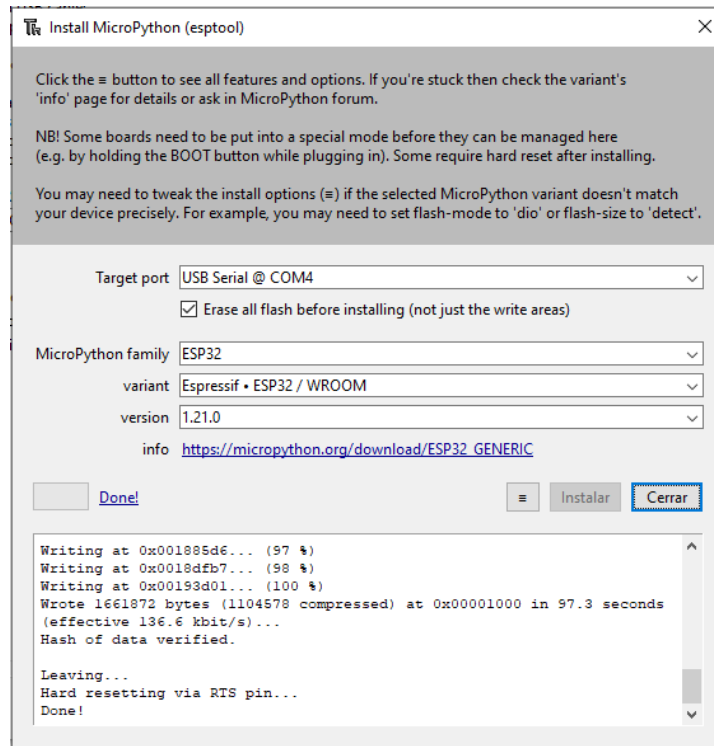 Install MicroPython (esptool)
Click the ≡ button to see all features and options. If you're stuck then check the variant's
'info' page for details or ask in MicroPython forum.
NB! Some boards need to be put into a special mode before they can be managed here
(e.g. by holding the BOOT button while plugging in). Some require hard reset after installing.
You may need to tweak the install options (≡) if the selected MicroPython variant doesn't match
your device precisely. For example, you may need to set flash-mode to 'dio' or flash-size to 'detect'.
Target port USB Serial @ COM4
Erase all flash before installing (not just the write areas)
MicroPython family ESP32
variant Espressif • ESP32 / WROOM
version 1.21.0
info https://micropython.org/download/ESP32_GENERIC
Done! ≡ Instalar Cerrar
Writing at 0x001885d6... (97 %)
Writing at 0x0018dfb7... (98 %)
Writing at 0x00193d01... (100 %)
Wrote 1661872 bytes (1104578 compressed) at 0x00001000 in 97.3 seconds
(effective 136.6 kbit/s)...
Hash of data verified.
Leaving...
Hard resetting via RTS pin...
Done!